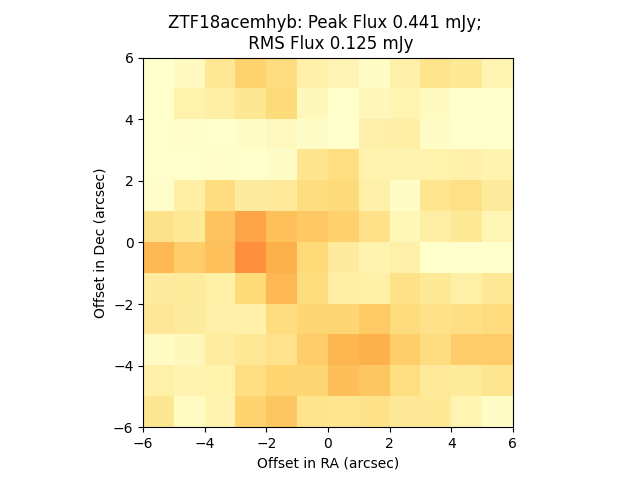 ZTF18acemhyb: Peak Flux 0.441 mJy;
RMS Flux 0.125 mJy
6
4
2
0
−2
−4
−6
Offset in Dec (arcsec)
−6 −4 −2 0 2 4 6
Offset in RA (arcsec)